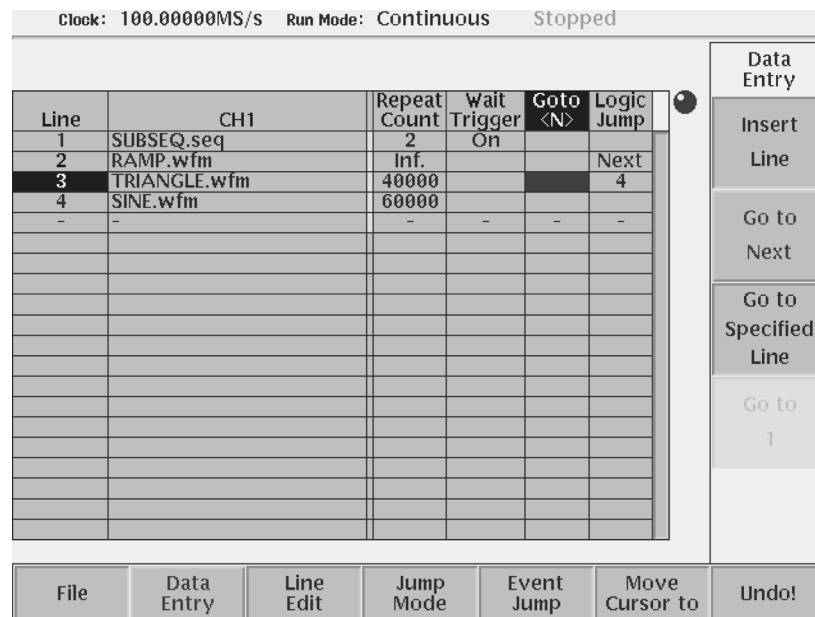 Clock: 100.00000MS/s Run Mode: Continuous Stopped
Data
Entry
Line CH1 Repeat Count Wait Trigger Goto <N> Logic Jump
1 SUBSEQ.seq 2 On
2 RAMP.wfm Inf. Next
3 TRIANGLE.wfm 40000 4
4 SINE.wfm 60000
- - - - - -
Insert
Line
Go to
Next
Go to
Specified
Line
Go to
1
File
Data
Entry
Line
Edit
Jump
Mode
Event
Jump
Move
Cursor to
Undo!